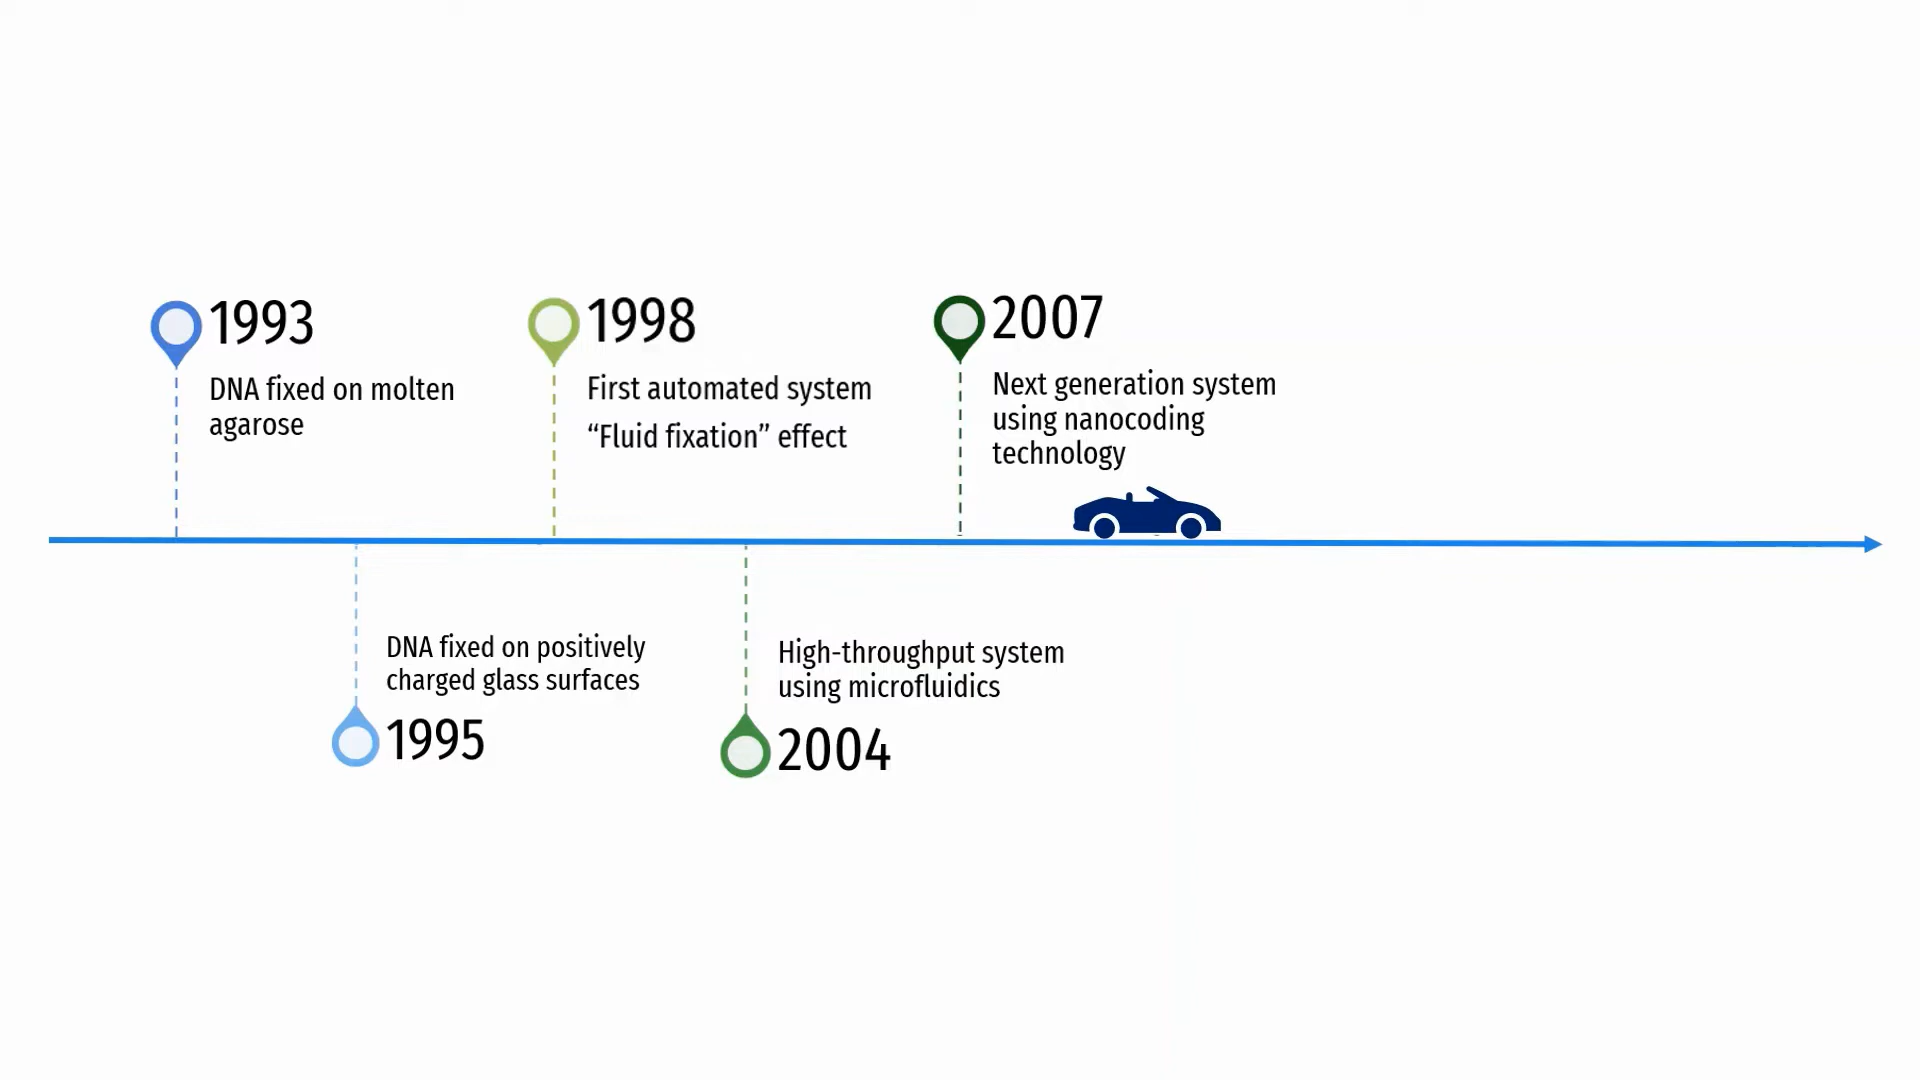 1993
DNA fixed on molten
agarose
1998
First automated system
“Fluid fixation” effect
2007
Next generation system
using nanocoding
technology
DNA fixed on positively
charged glass surfaces
1995
High-throughput system
using microfluidics
2004